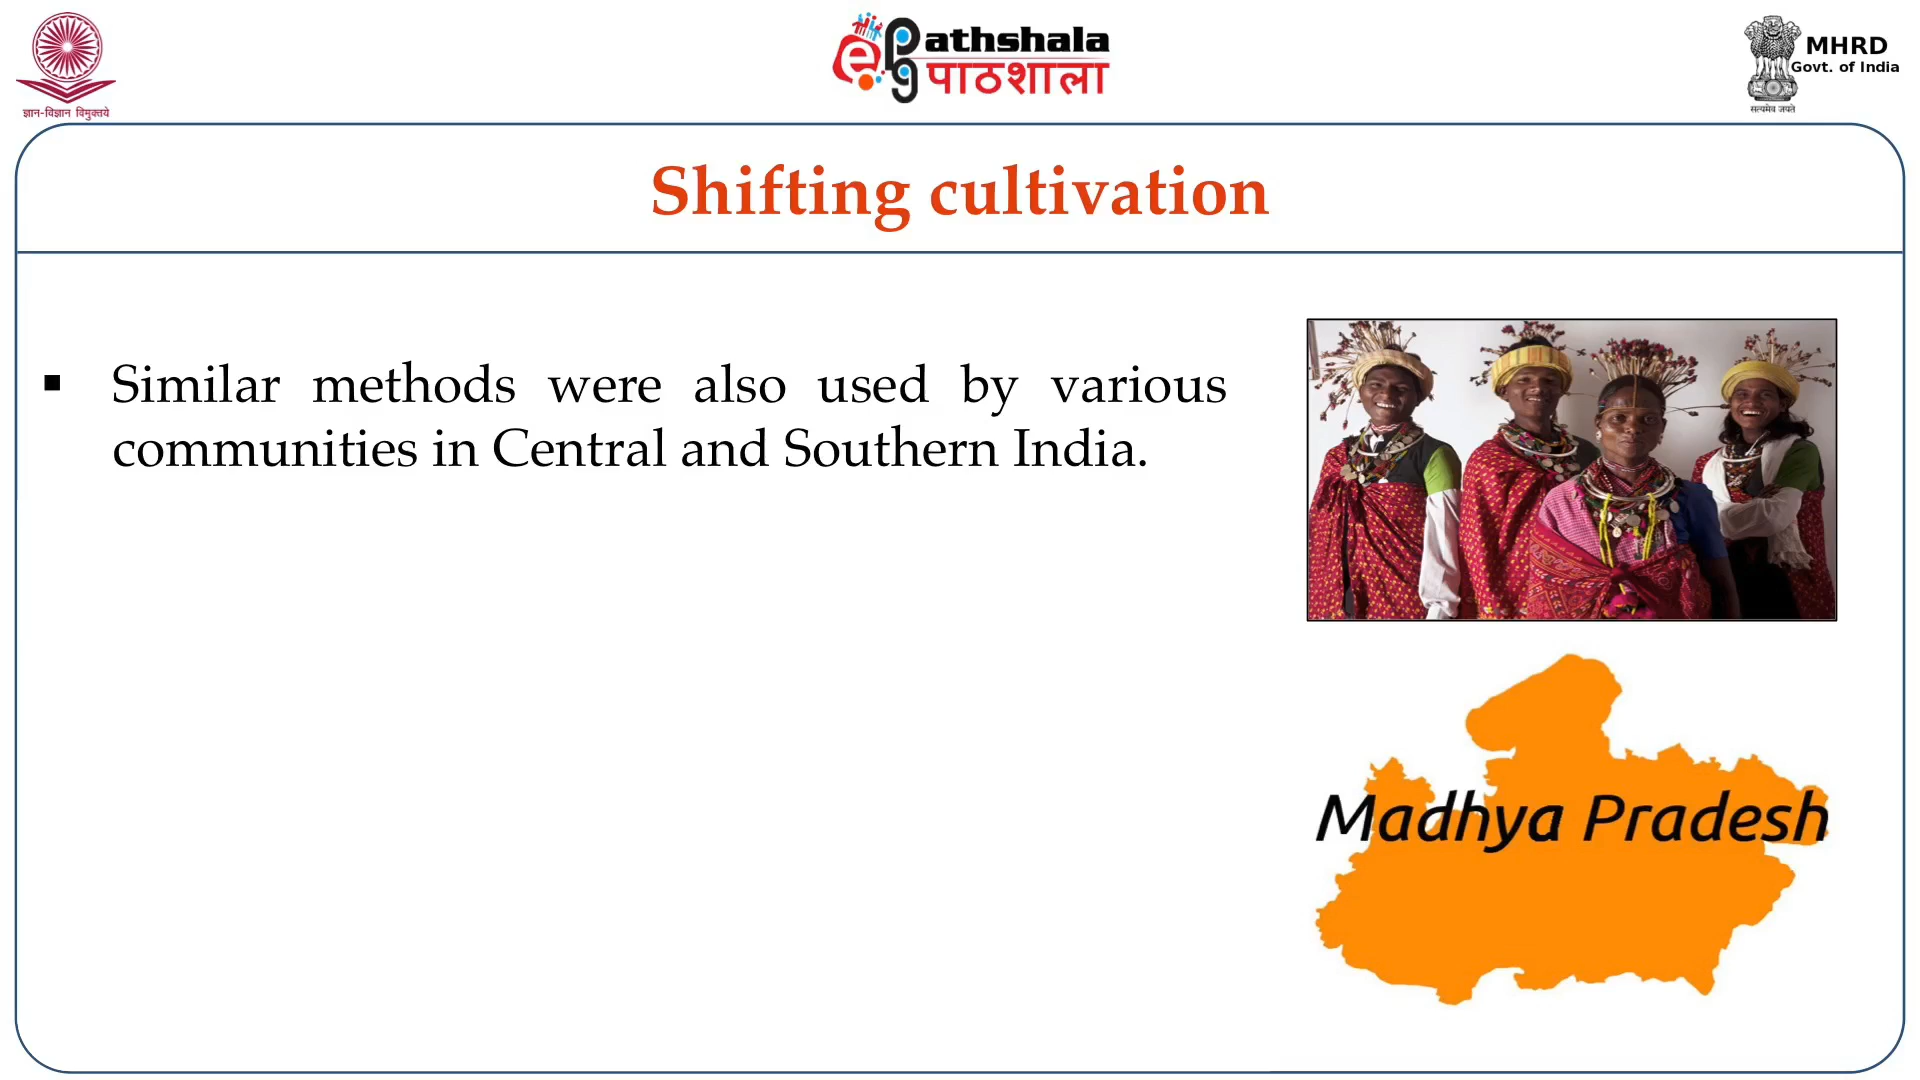 ज्ञान-विज्ञान विमुक्तये
ePathshala
पाठशाला
MHRD
Govt. of India
सत्यमेव जयते
Shifting cultivation
▪ Similar methods were also used by various
communities in Central and Southern India.
Madhya Pradesh